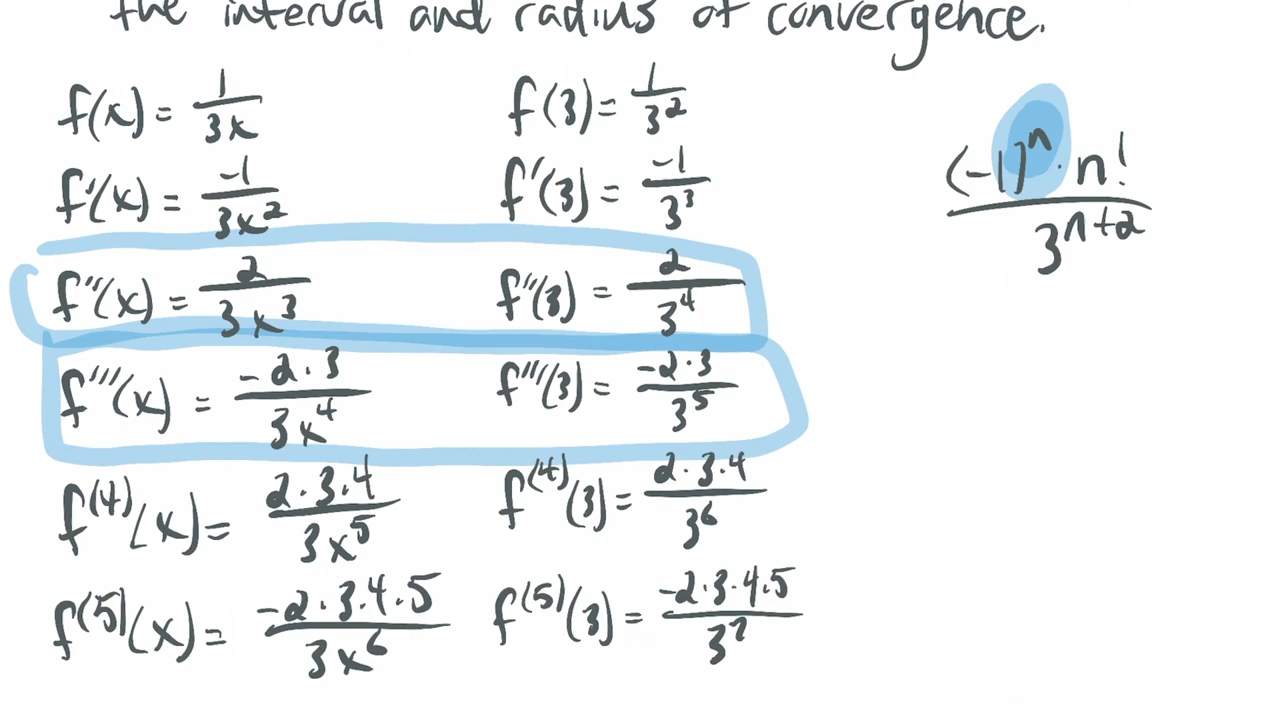 the interval and radius of convergence.
f(x) = 1/3x f(3) = 1/3²
f'(x) = -1/3x² f'(3) = -1/3³
(-1)ⁿ · n!/3ⁿ⁺²
f''(x) = 2/3x³ f''(3) = 2/3⁴
f'''(x) = -2·3/3x⁴ f'''(3) = -2·3/3⁵
f⁽⁴⁾(x) = 2·3·4/3x⁵ f⁽⁴⁾(3) = 2·3·4/3⁶
f⁽⁵⁾(x) = -2·3·4·5/3x⁶ f⁽⁵⁾(3) = -2·3·4·5/3⁷